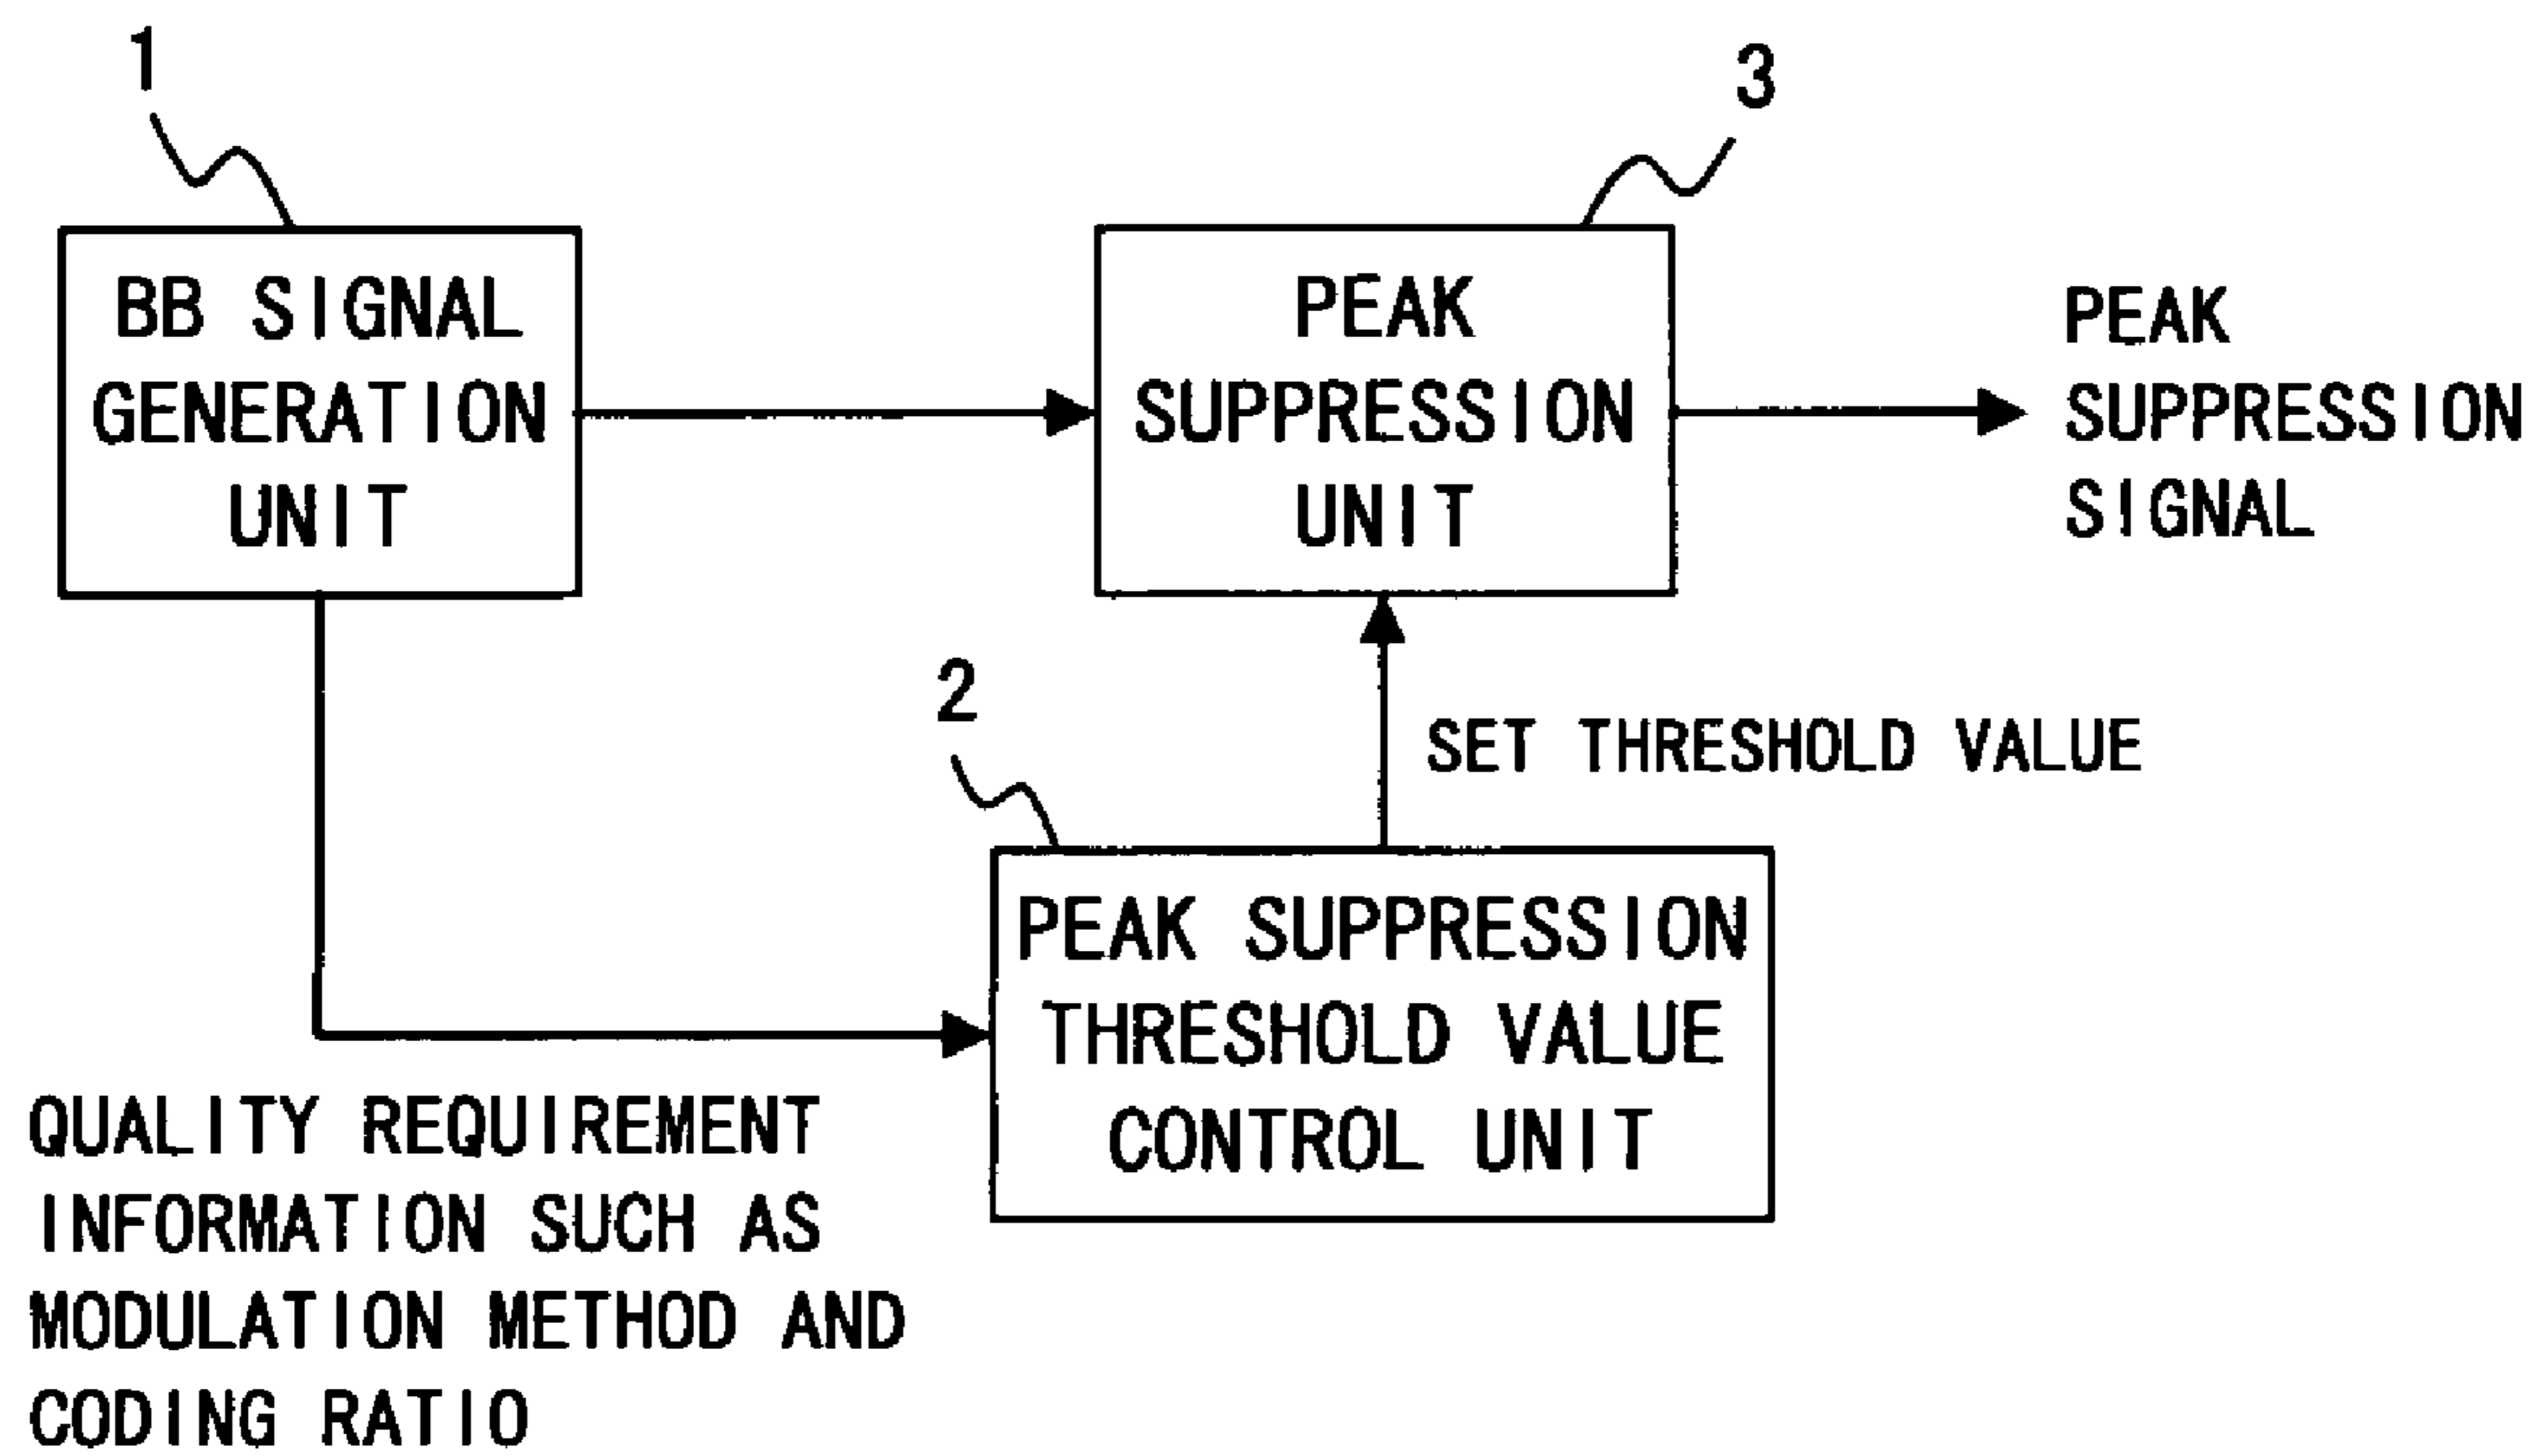 1
3
BB SIGNAL
GENERATION
UNIT
PEAK
SUPPRESSION
UNIT
PEAK
SUPPRESSION
SIGNAL
2
SET THRESHOLD VALUE
PEAK SUPPRESSION
THRESHOLD VALUE
CONTROL UNIT
QUALITY REQUIREMENT
INFORMATION SUCH AS
MODULATION METHOD AND
CODING RATIO